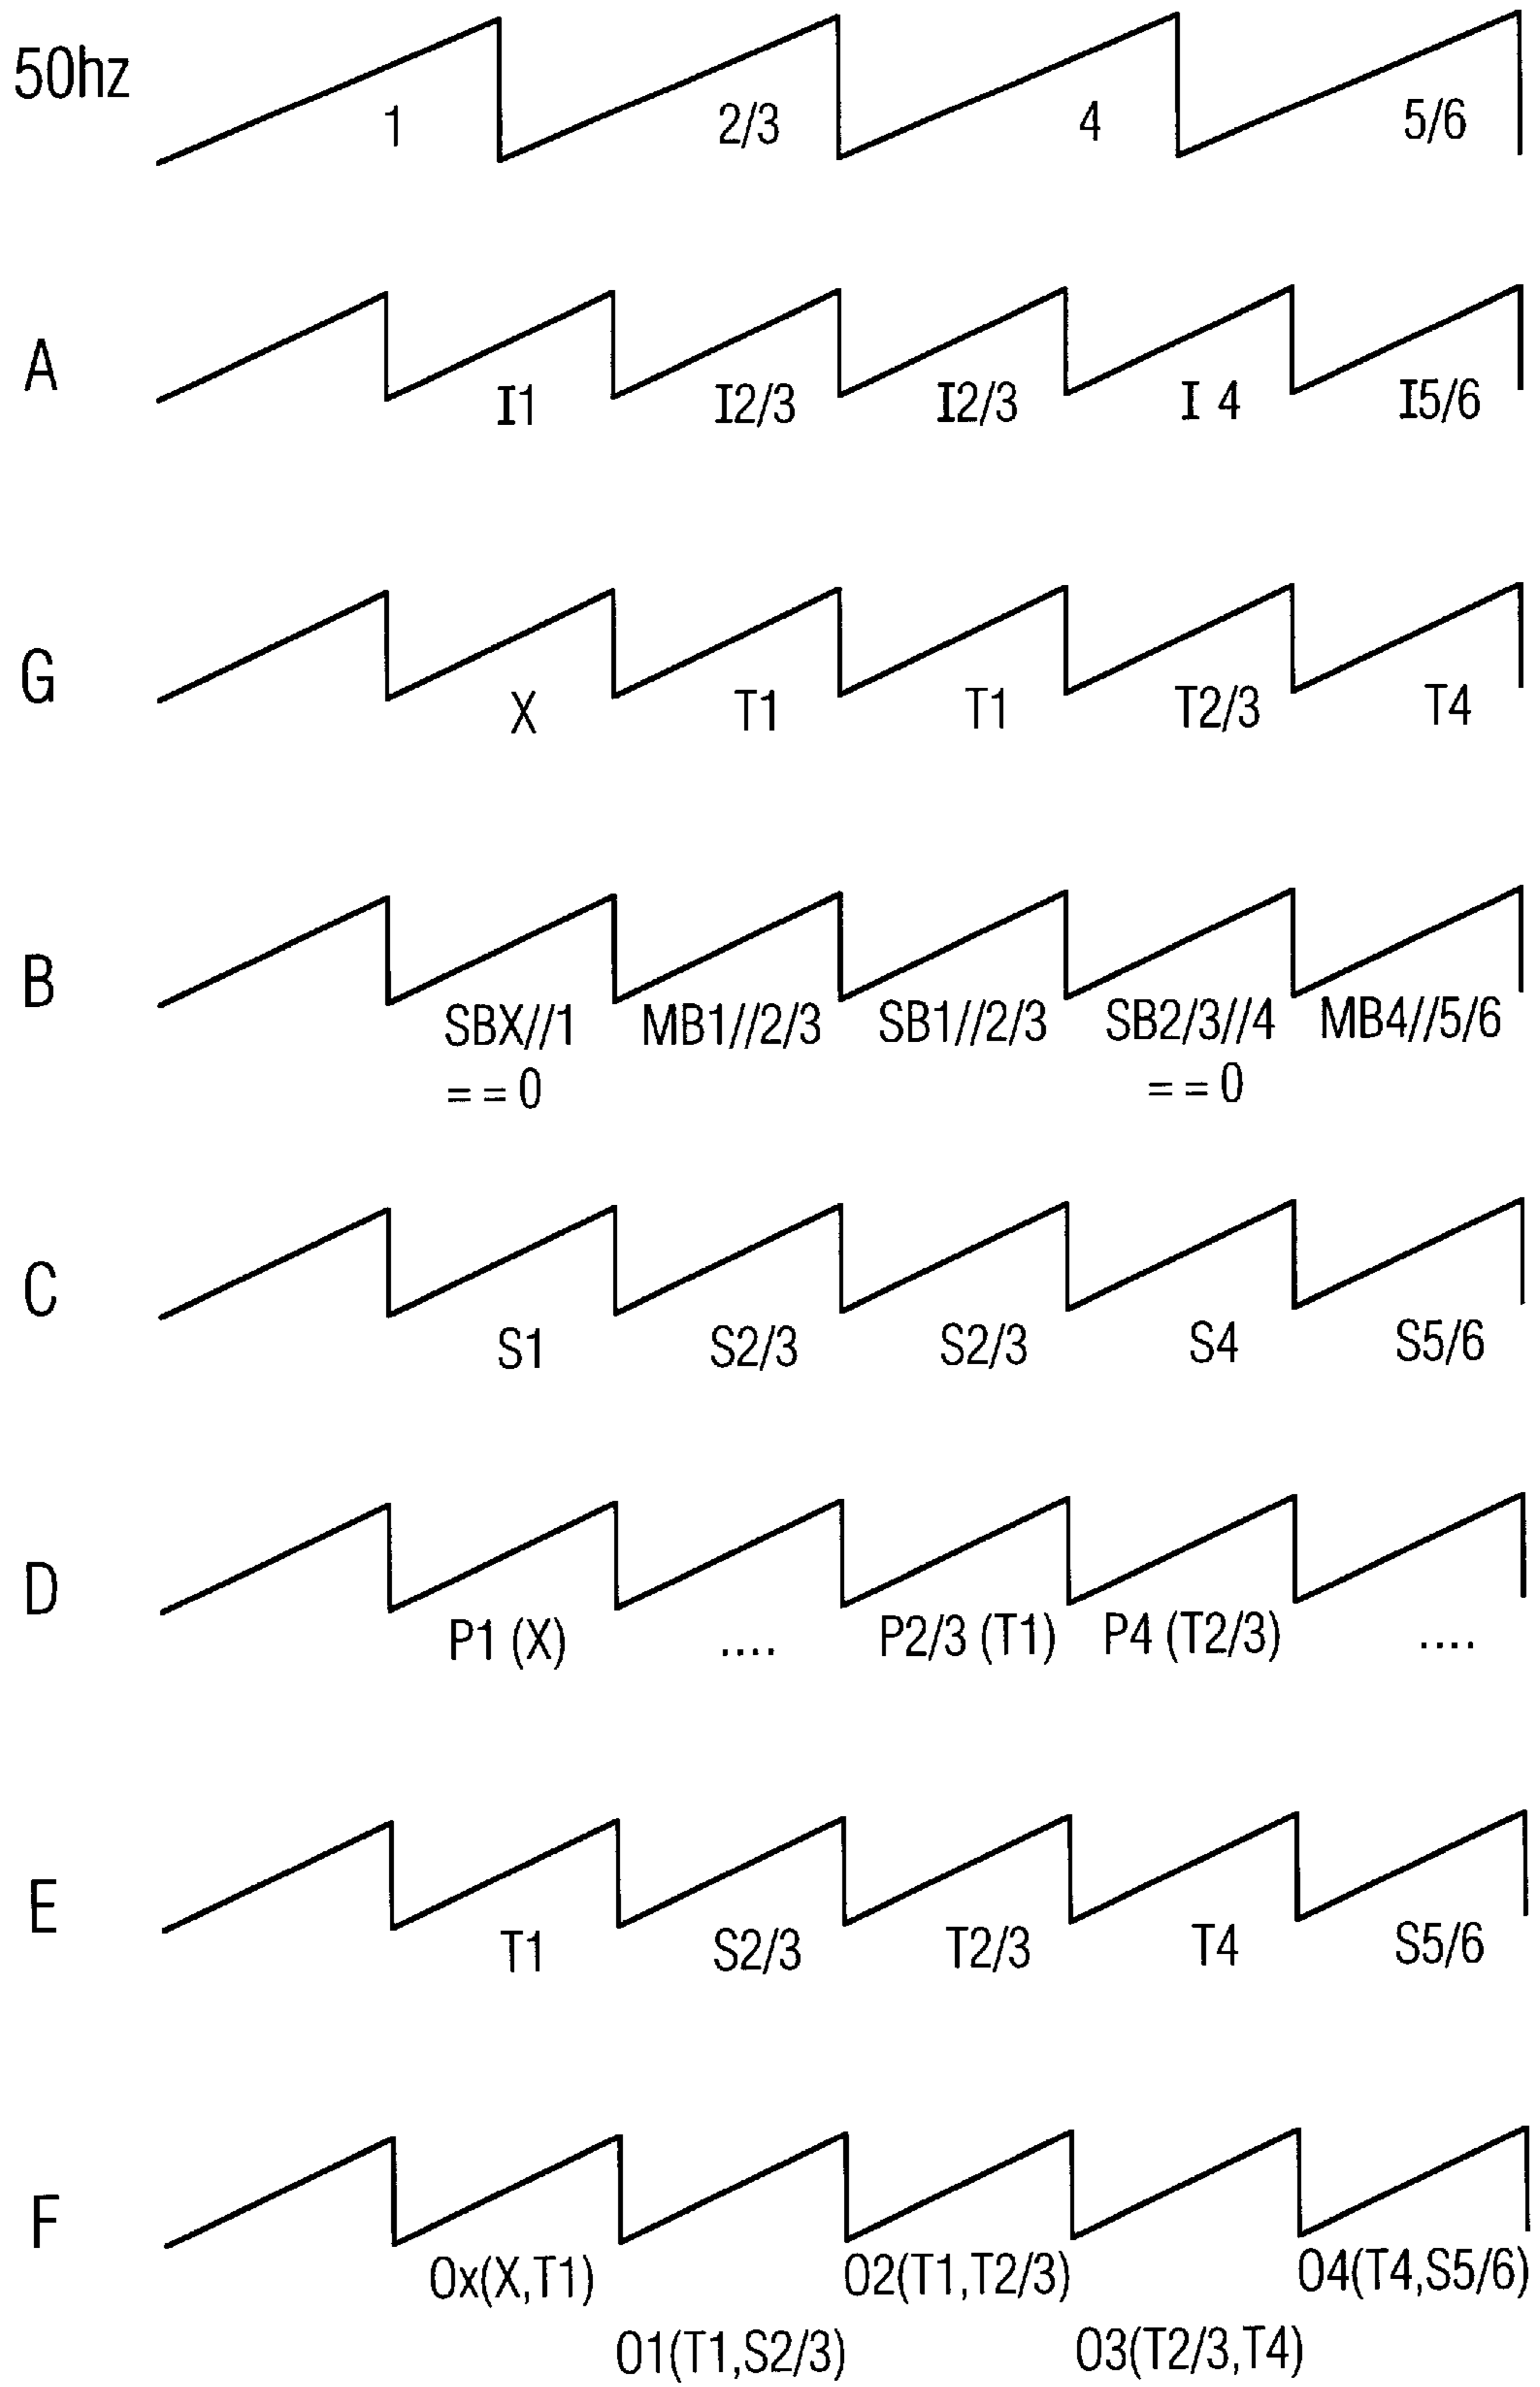 50hz 1 2/3 4 5/6
A I1 I2/3 I2/3 I 4 I5/6
G X T1 T1 T2/3 T4
B SBX//1 MB1//2/3 SB1//2/3 SB2/3//4 MB4//5/6
= = 0 = = 0
C S1 S2/3 S2/3 S4 S5/6
D P1 (X) .... P2/3 (T1) P4 (T2/3) ....
E T1 S2/3 T2/3 T4 S5/6
F Ox(X,T1) O2(T1,T2/3) O4(T4,S5/6)
O1(T1,S2/3) O3(T2/3,T4)